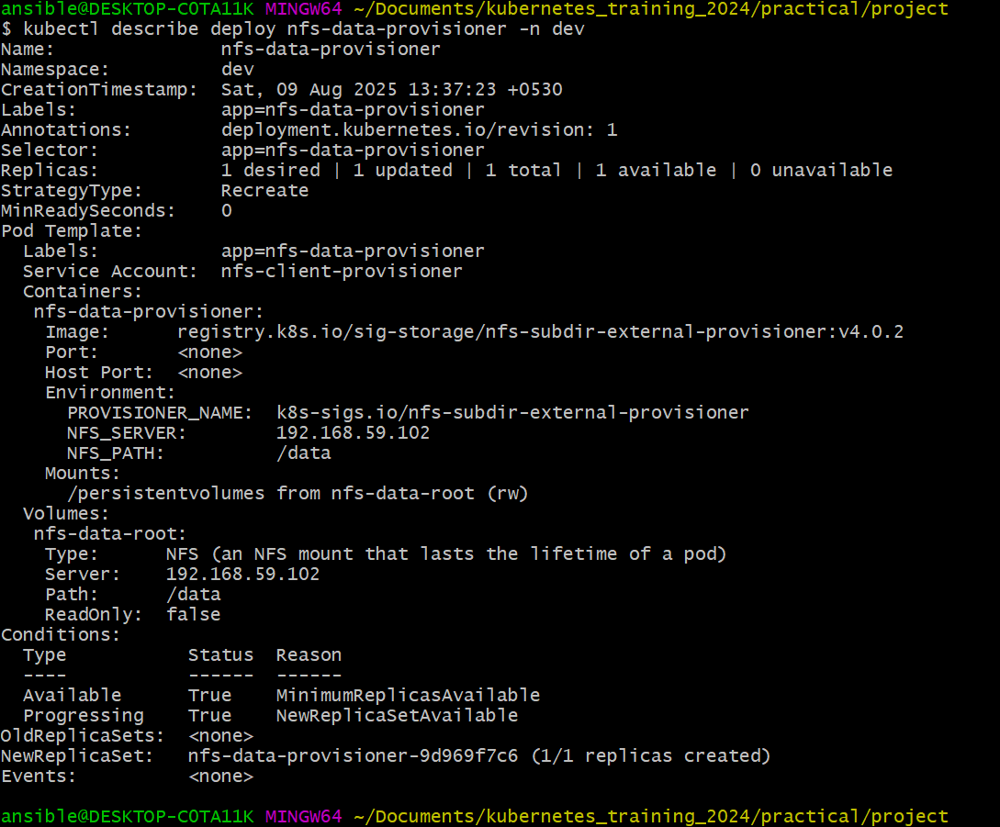 ansible@DESKTOP-COTA11K MINGW64 ~/Documents/kubernetes_training_2024/practical/project
$ kubectl describe deploy nfs-data-provisioner -n dev
Name:                   nfs-data-provisioner
Namespace:              dev
CreationTimestamp:  Sat, 09 Aug 2025 13:37:23 +0530
Labels:                 app=nfs-data-provisioner
Annotations:            deployment.kubernetes.io/revision: 1
Selector:               app=nfs-data-provisioner
Replicas:               1 desired | 1 updated | 1 total | 1 available | 0 unavailable
StrategyType:           Recreate
MinReadySeconds:        0
Pod Template:
  Labels:           app=nfs-data-provisioner
  Service Account:  nfs-client-provisioner
  Containers:
   nfs-data-provisioner:
    Image:      registry.k8s.io/sig-storage/nfs-subdir-external-provisioner:v4.0.2
    Port:       <none>
    Host Port:  <none>
    Environment:
      PROVISIONER_NAME:  k8s-sigs.io/nfs-subdir-external-provisioner
      NFS_SERVER:        192.168.59.102
      NFS_PATH:          /data
    Mounts:
      /persistentvolumes from nfs-data-root (rw)
  Volumes:
   nfs-data-root:
    Type:      NFS (an NFS mount that lasts the lifetime of a pod)
    Server:    192.168.59.102
    Path:      /data
    ReadOnly:  false
Conditions:
  Type           Status  Reason
  ----           ------  ------
  Available      True    MinimumReplicasAvailable
  Progressing    True    NewReplicaSetAvailable
OldReplicaSets:  <none>
NewReplicaSet:   nfs-data-provisioner-9d969f7c6 (1/1 replicas created)
Events:          <none>
ansible@DESKTOP-COTA11K MINGW64 ~/Documents/kubernetes_training_2024/practical/project